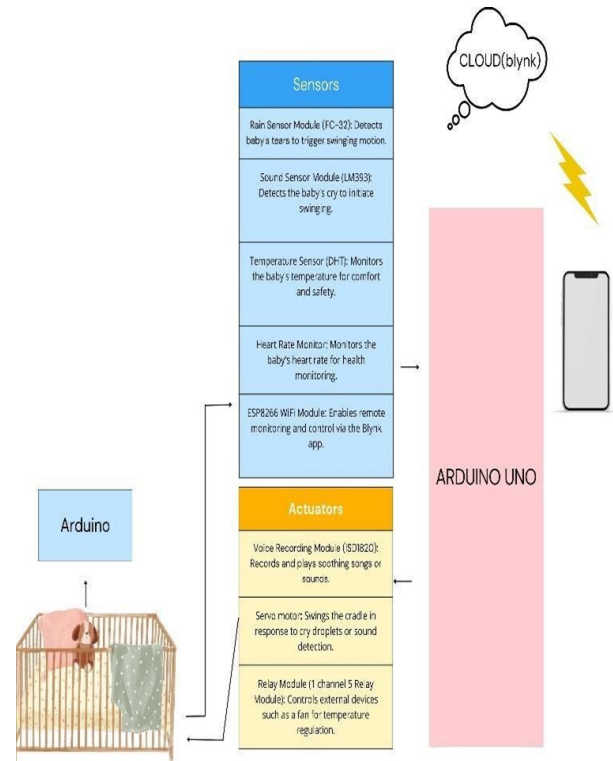 CLOUD(blynk)
Sensors
Rain Sensor Module (FC-32): Detects
baby's tears to trigger swinging motion.
Sound Sensor Module (LM393):
Detects the baby's cry to initiate
swinging.
Temperature Sensor (DHT): Monitors
the baby's temperature for comfort
and safety.
Heart Rate Monitor: Monitors the
baby's heart rate for health
monitoring.
ESP8266 WiFi Module: Enables remote
monitoring and control via the Blynk
app.
ARDUINO UNO
Arduino
Actuators
Voice Recording Module (ISD1820):
Records and plays soothing songs or
sounds.
Servo motor: Swings the cradle in
response to cry droplets or sound
detection.
Relay Module (1 channel 5 Relay
Module): Controls external devices
such as a fan for temperature
regulation.